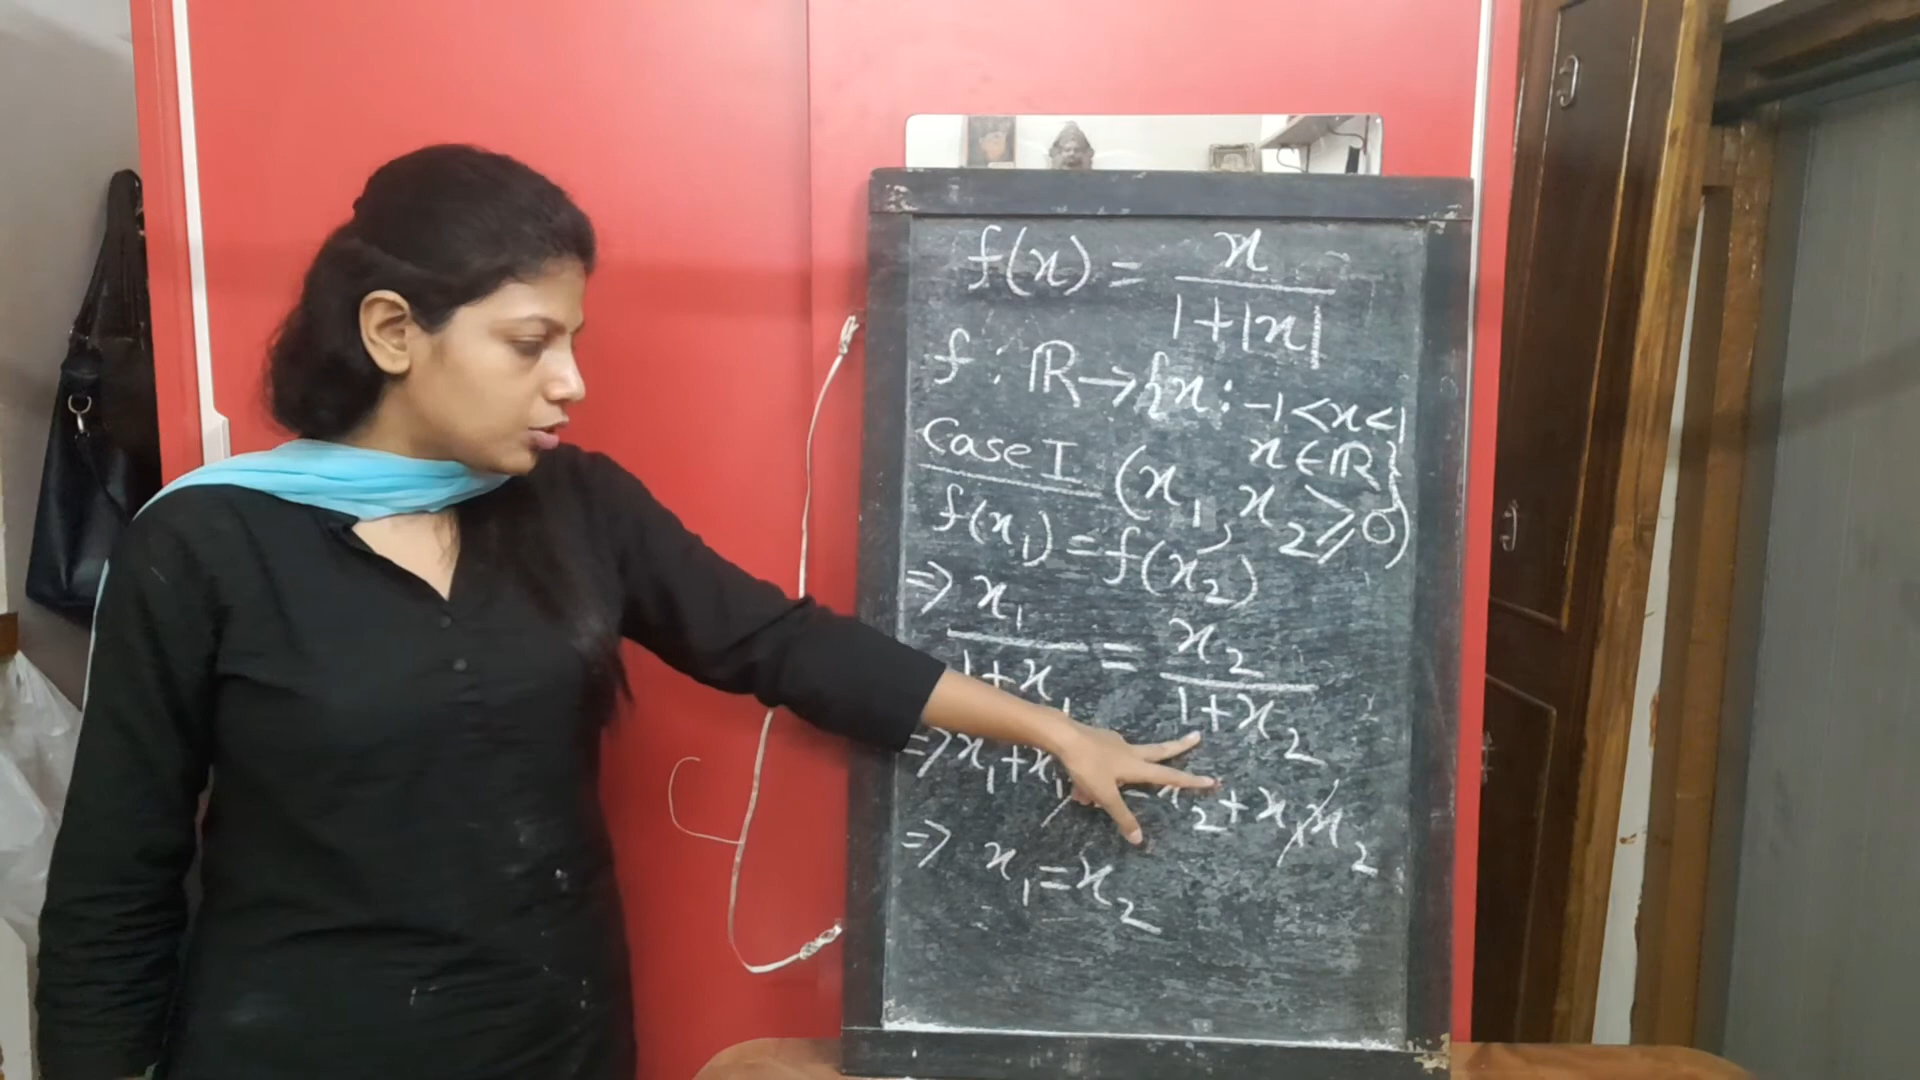 f(x) = x / 1+|x|
f : ℝ → {x : -1 < x < 1
x ∈ ℝ}
Case I (x₁, x₂ ⩾ 0)
f(x₁) = f(x₂)
⇒ x₁ / 1+x₁ = x₂ / 1+x₂
⇒ x₁ + x₁ = x₂ + x₁x₂
⇒ x₁ = x₂